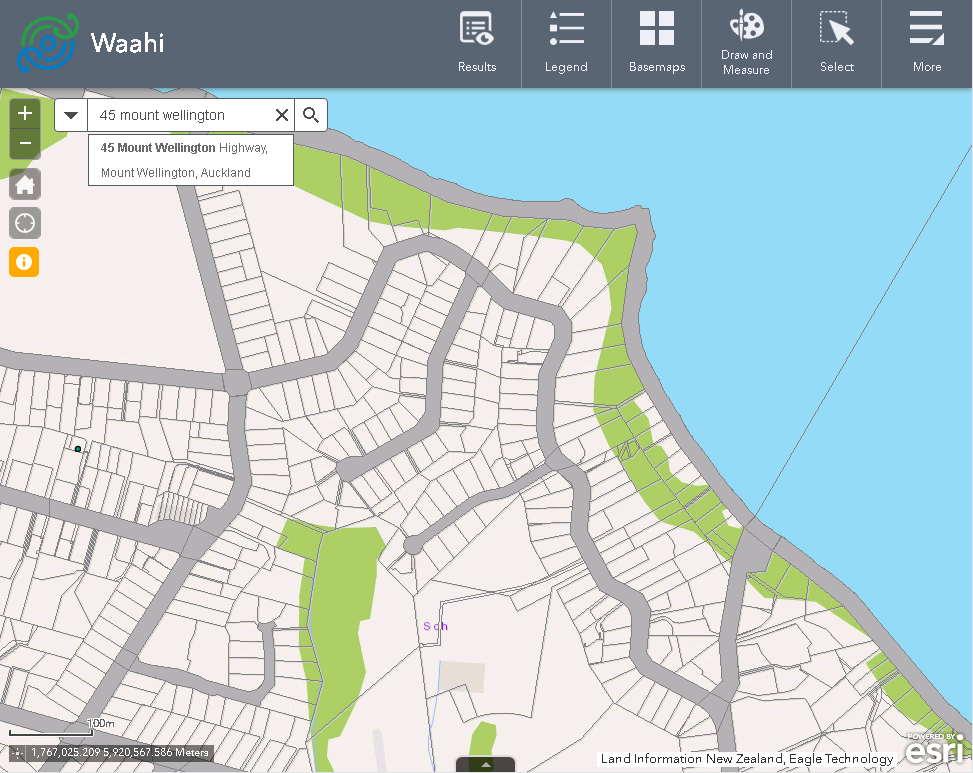 Waahi
Results
Legend
Basemaps
Draw and
Measure
Select
More
45 mount wellington
45 Mount Wellington Highway,
Mount Wellington, Auckland
Sch
100m
1,767,025.209 5,920,567.586 Meters
Land Information New Zealand, Eagle Technology
POWERED BY
esri